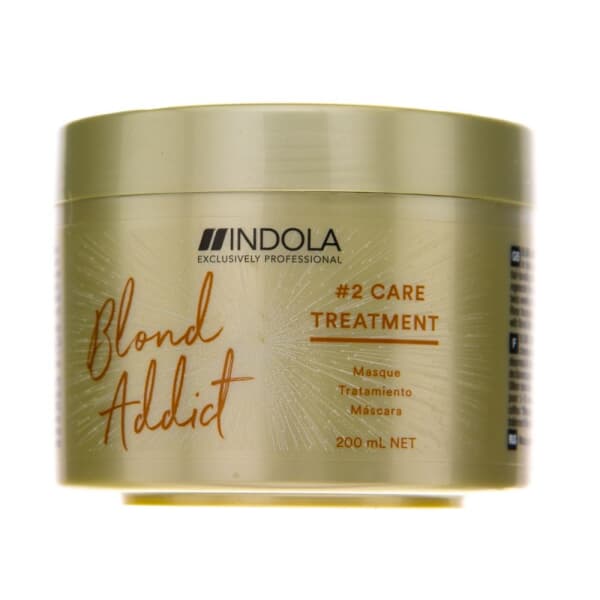 INDOLA
EXCLUSIVELY PROFESSIONAL
Blond
Addict
#2 CARE
TREATMENT
Masque
Tratamiento
Máscara
200 mL NET